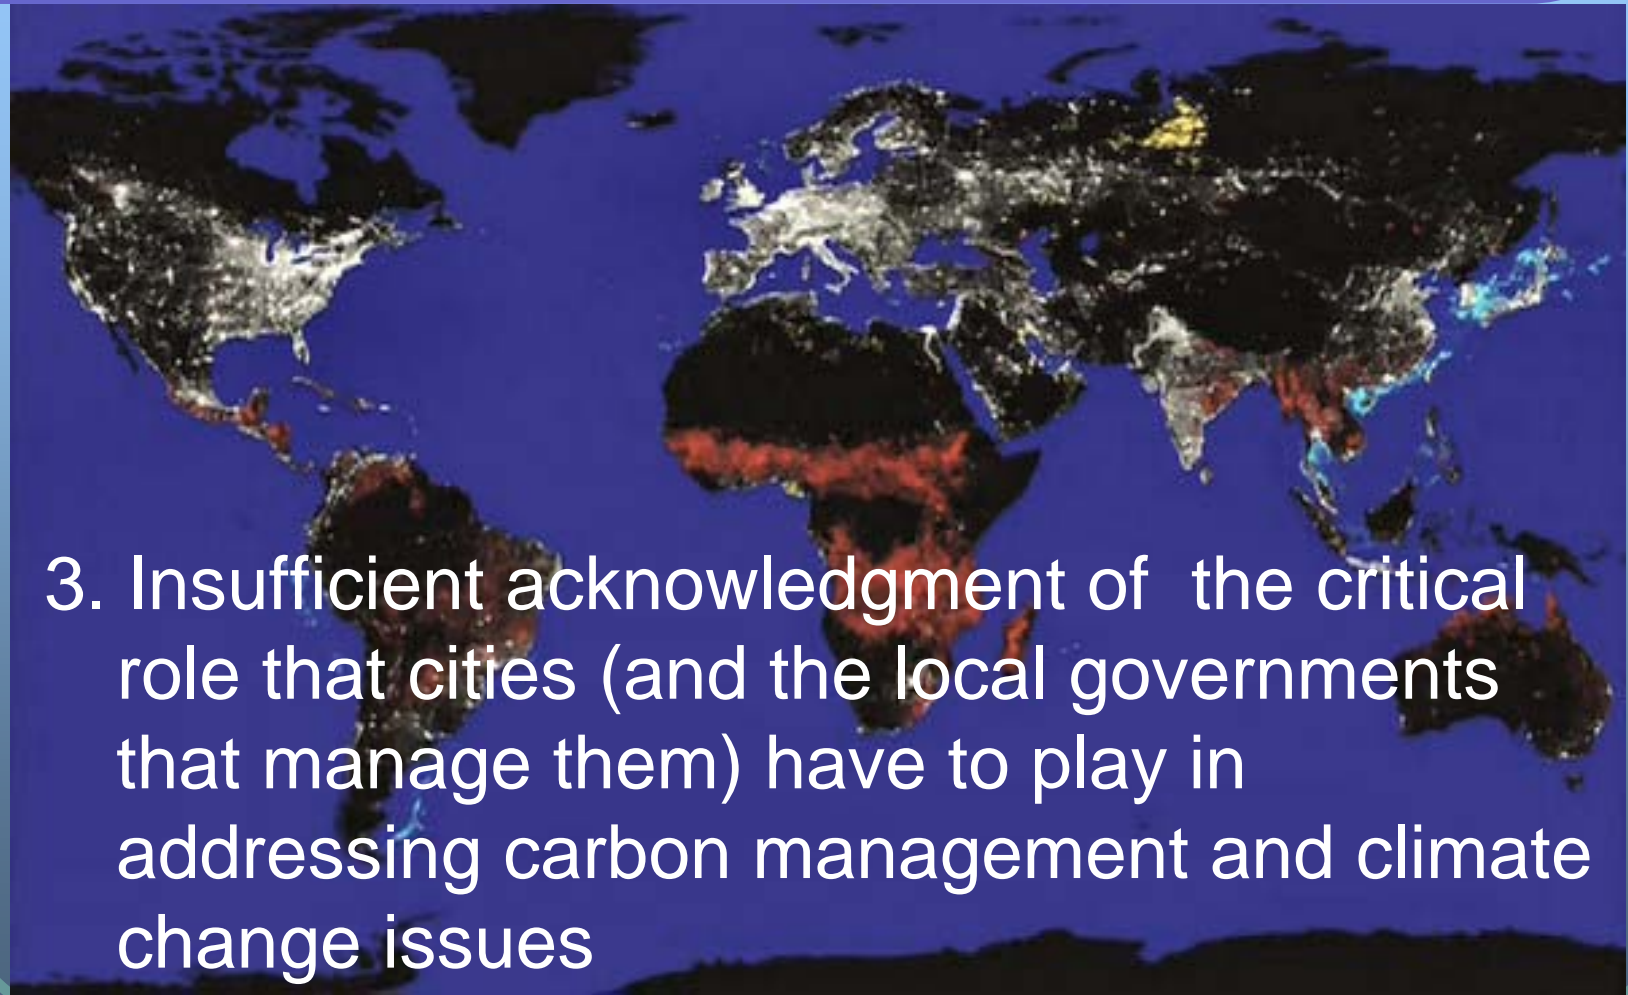 3. Insufficient acknowledgment of  the critical
role that cities (and the local governments
that manage them) have to play in
addressing carbon management and climate
change issues